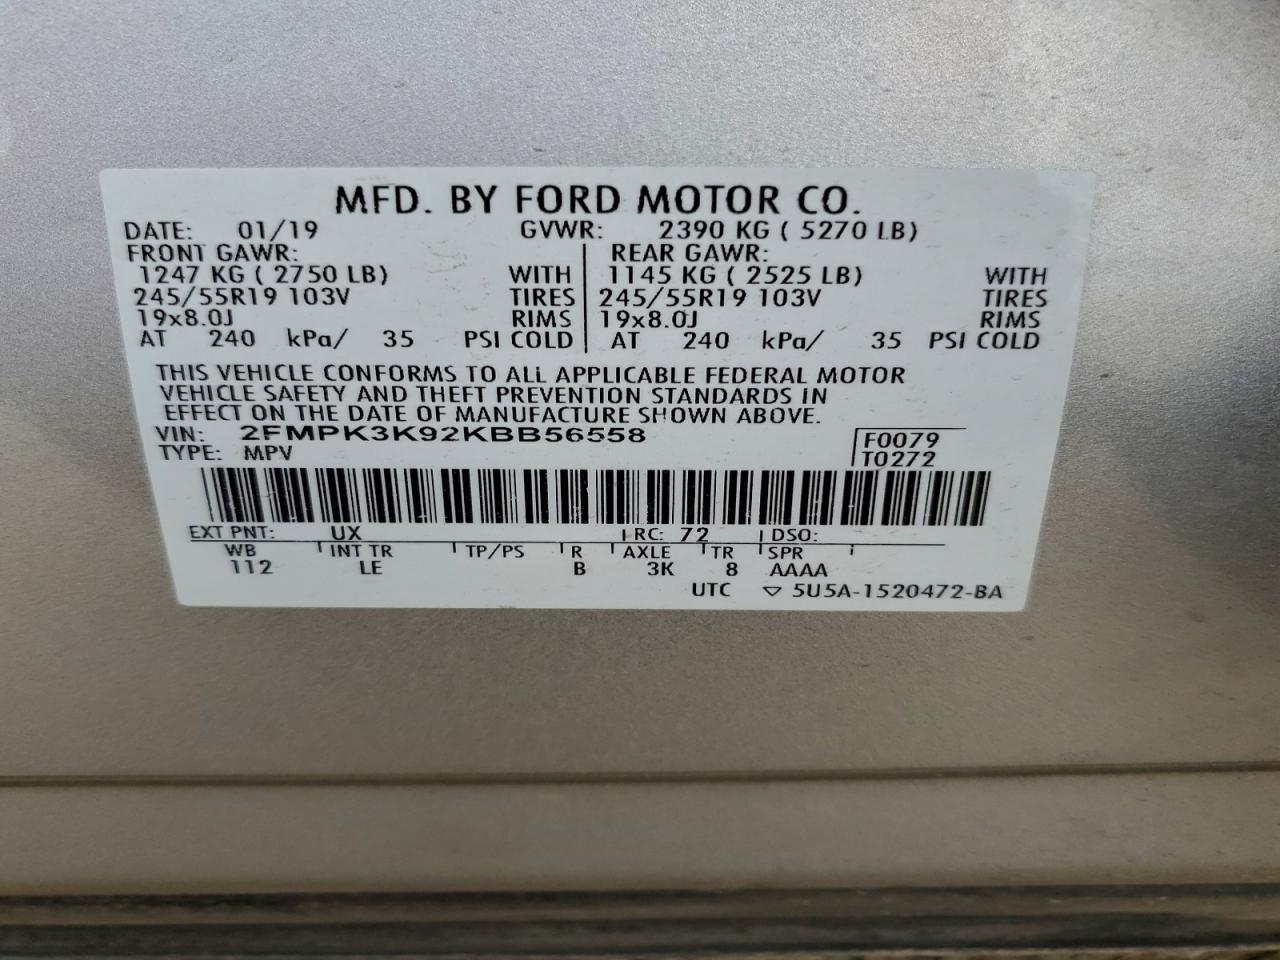 MFD. BY FORD MOTOR CO.
DATE: 01/19 GVWR: 2390 KG ( 5270 LB)
FRONT GAWR: REAR GAWR:
1247 KG ( 2750 LB) WITH 1145 KG ( 2525 LB) WITH
245/55R19 103V TIRES 245/55R19 103V TIRES
19x8.0J RIMS 19x8.0J RIMS
AT 240 kPa/ 35 PSI COLD AT 240 kPa/ 35 PSI COLD
THIS VEHICLE CONFORMS TO ALL APPLICABLE FEDERAL MOTOR
VEHICLE SAFETY AND THEFT PREVENTION STANDARDS IN
EFFECT ON THE DATE OF MANUFACTURE SHOWN ABOVE.
VIN: 2FMPK3K92KBB56558 F0079
TYPE: MPV T0272
EXT PNT: UX RC: 72 DSO:
WB INT TR TP/PS R AXLE TR SPR
112 LE B 3K 8 AAAA
UTC ▽ 5U5A-1520472-BA